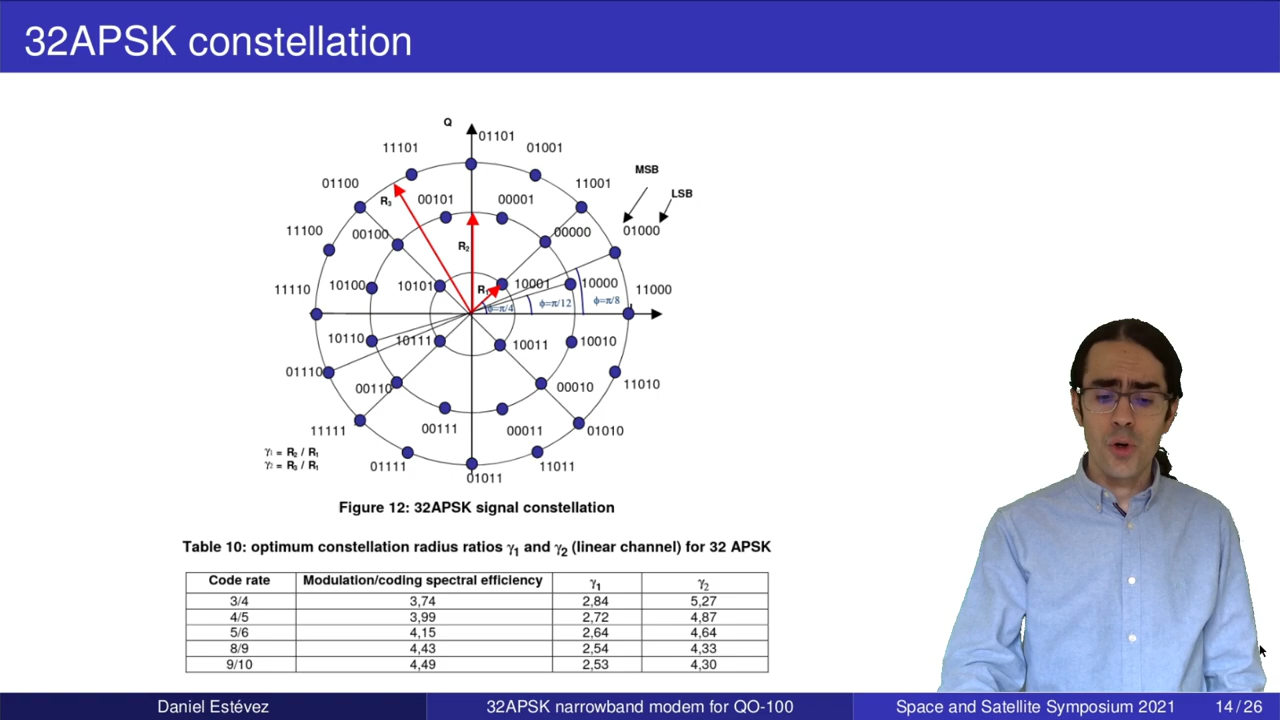 32APSK constellation
Q
01101
11101
01001
MSB
01100
11001
LSB
R₃
00101
00001
11100
00100
R₂
00000
01000
11110
10100
10101
R₁
10001
10000
11000
I
ϕ=π/4
ϕ=π/12
ϕ=π/8
10110
10111
10011
10010
01110
00110
00010
11010
11111
00111
00011
01010
γ₁ = R₂ / R₁
γ₂ = R₃ / R₁
01111
01011
11011
Figure 12: 32APSK signal constellation
Table 10: optimum constellation radius ratios γ₁ and γ₂ (linear channel) for 32 APSK
Code rate Modulation/coding spectral efficiency γ₁ γ₂
3/4 3,74 2,84 5,27
4/5 3,99 2,72 4,87
5/6 4,15 2,64 4,64
8/9 4,43 2,54 4,33
9/10 4,49 2,53 4,30
Daniel Estévez 32APSK narrowband modem for QO-100 Space and Satellite Symposium 2021 14/26